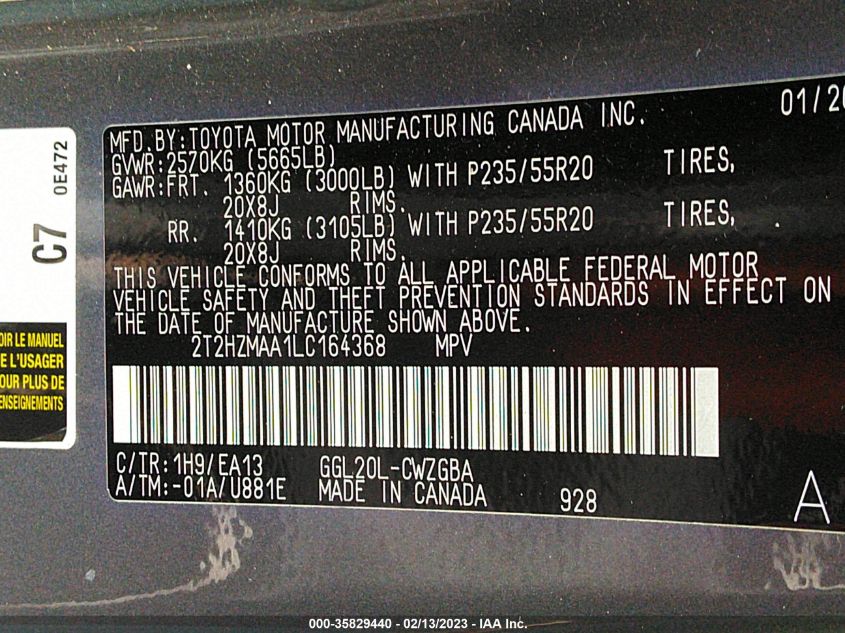 01/20
MFD.BY:TOYOTA MOTOR MANUFACTURING CANADA INC.
GVWR:2570KG (5665LB)
GAWR:FRT. 1360KG (3000LB) WITH P235/55R20 TIRES,
20X8J RIMS.
RR. 1410KG (3105LB) WITH P235/55R20 TIRES,
20X8J RIMS.
THIS VEHICLE CONFORMS TO ALL APPLICABLE FEDERAL MOTOR
VEHICLE SAFETY AND THEFT PREVENTION STANDARDS IN EFFECT ON
THE DATE OF MANUFACTURE SHOWN ABOVE.
2T2HZMAA1LC164368 MPV
C/TR:1H9/EA13 GGL20L-CWZGBA
A/TM:-01A/U881E MADE IN CANADA 928 A
C7 0E472
OIR LE MANUEL
E L'USAGER
POUR PLUS DE
ENSEIGNEMENTS
000-35829440 - 02/13/2023 - IAA Inc.